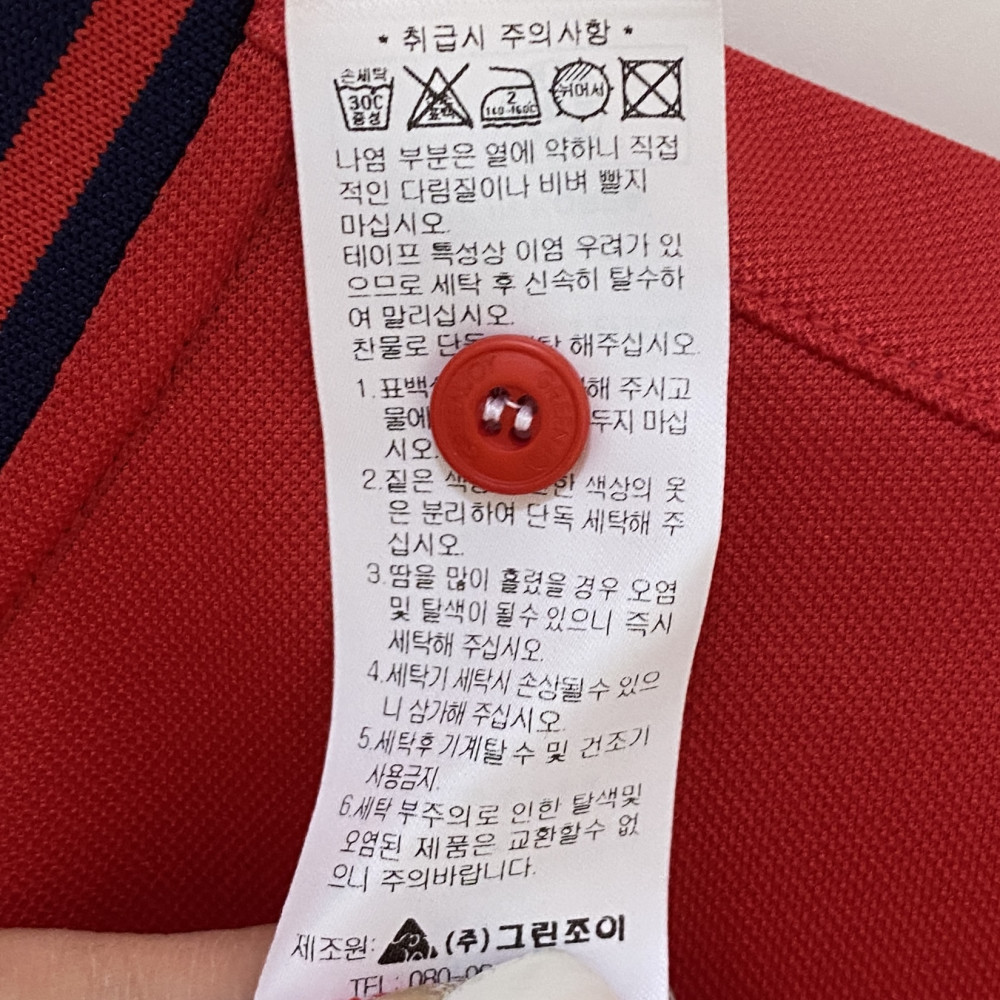 * 취급시 주의사항 *
손세탁
30C
중성
표백
2
140-160℃
뉘어서
나염 부분은 열에 약하니 직접
적인 다림질이나 비벼 빨지
마십시오.
테이프 특성상 이염 우려가 있
으므로 세탁 후 신속히 탈수하
여 말리십시오.
찬물로 해주십시오.
1.표백 해 주시고
물에 두지 마십
시오.
2.짙은 색상의 옷
은 분리하여 단독 세탁해 주
십시오.
3.땀을 많이 흘렸을 경우 오염
및 탈색이 될수 있으니 즉시
세탁해 주십시오.
4.세탁기 세탁시 손상될수 있으
니 삼가해 주십시오.
5.세탁후 기계탈 수 및 건조기
사용금지.
6.세탁 부주의로 인한 탈색및
오염된 제품은 교환할수 없
으니 주의바랍니다.
제조원: (주)그린조이
TEL : 080-